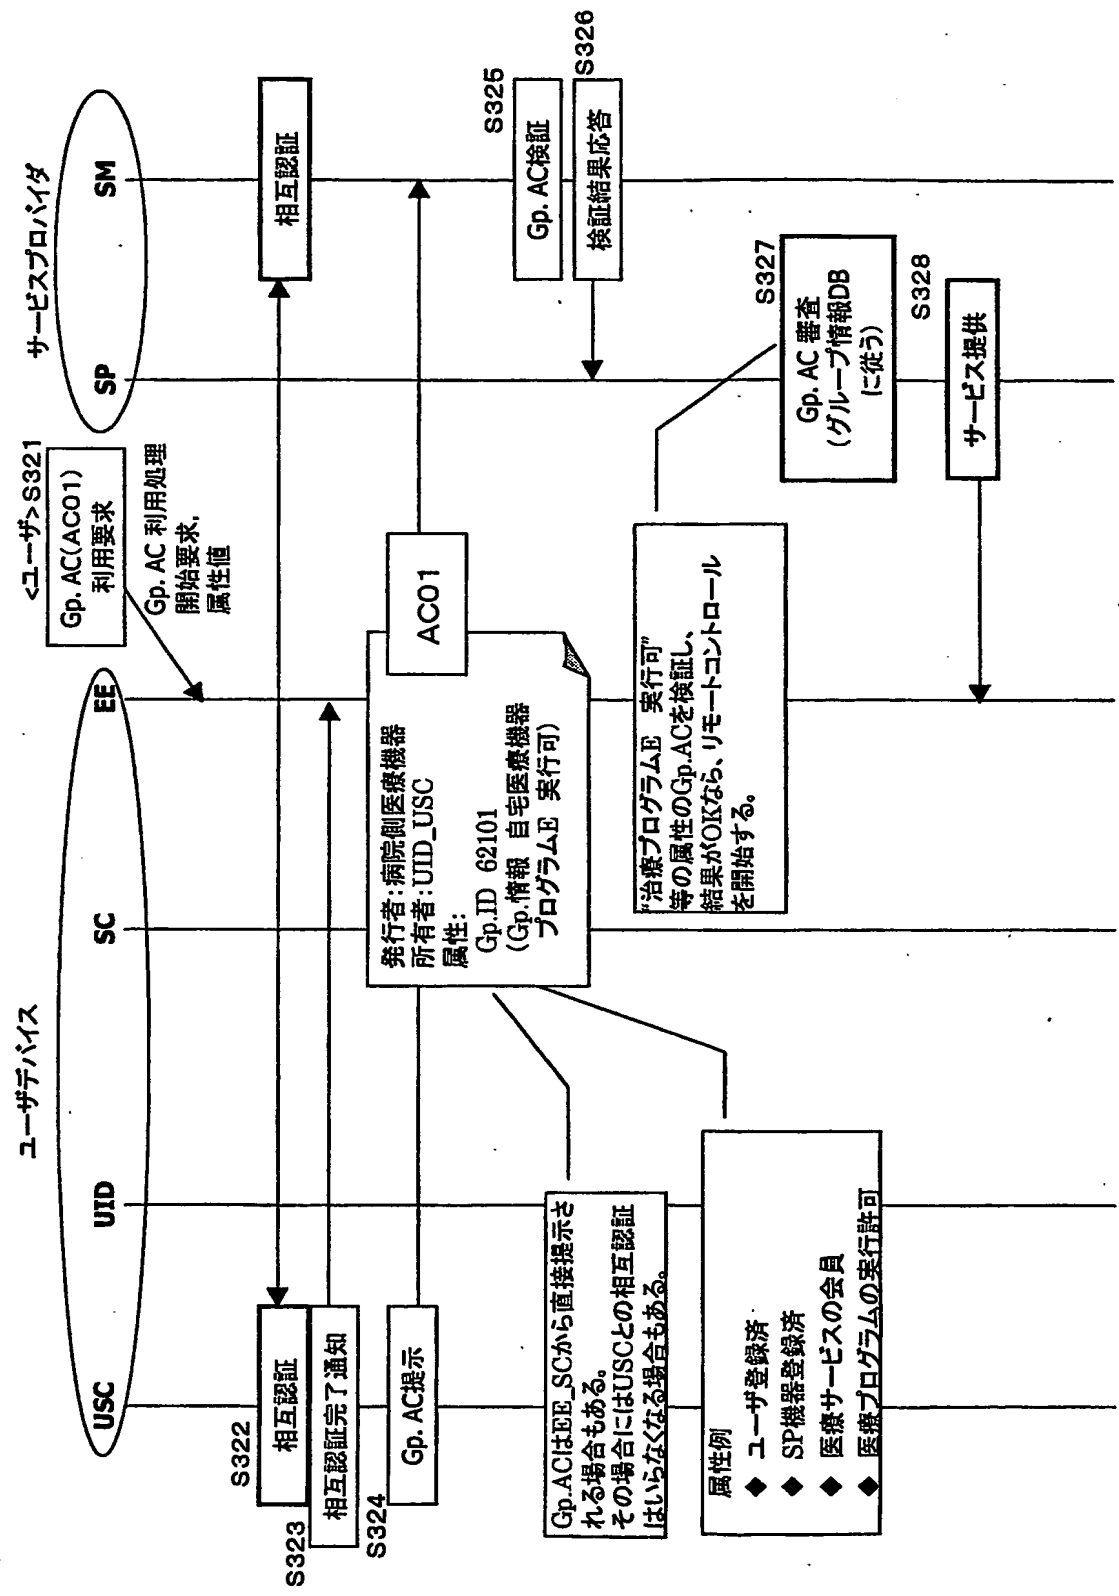 ユーザデバイス
サービスプロバイダ
USC
UID
SC
EE
SP
SM
<ユーザ>S321
Gp. AC(AC01)
利用要求
Gp. AC 利用処理
開始要求,
属性値
S322
相互認証
相互認証
S323
相互認証完了通知
S324
Gp. AC提示
発行者:病院側医療機器
所有者:UID_USC
属性:
Gp.ID 62101
(Gp.情報 自宅医療機器
プログラムE 実行可)
AC01
S325
Gp. AC検証
S326
検証結果応答
Gp.ACはEE_SCから直接提示さ
れる場合もある。
その場合にはUSCとの相互認証
はいらなくなる場合もある。
"治療プログラムE 実行可"
等の属性のGp.ACを検証し、
結果がOKなら、リモートコントロール
を開始する。
S327
Gp. AC 審査
(グループ情報DB
に従う)
属性例
◆ ユーザ登録済
◆ SP機器登録済
◆ 医療サービスの会員
◆ 医療プログラムの実行許可
S328
サービス提供